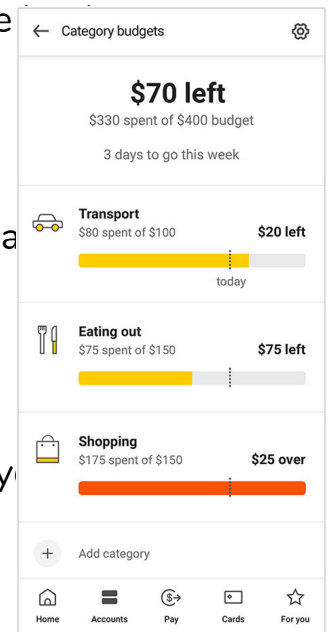 e
Category budgets
$70 left
$330 spent of $400 budget
3 days to go this week
Transport
$80 spent of $100
$20 left
today
a
Eating out
$75 spent of $150
$75 left
Shopping
$175 spent of $150
$25 over
y
Add category
Home Accounts Pay Cards For you